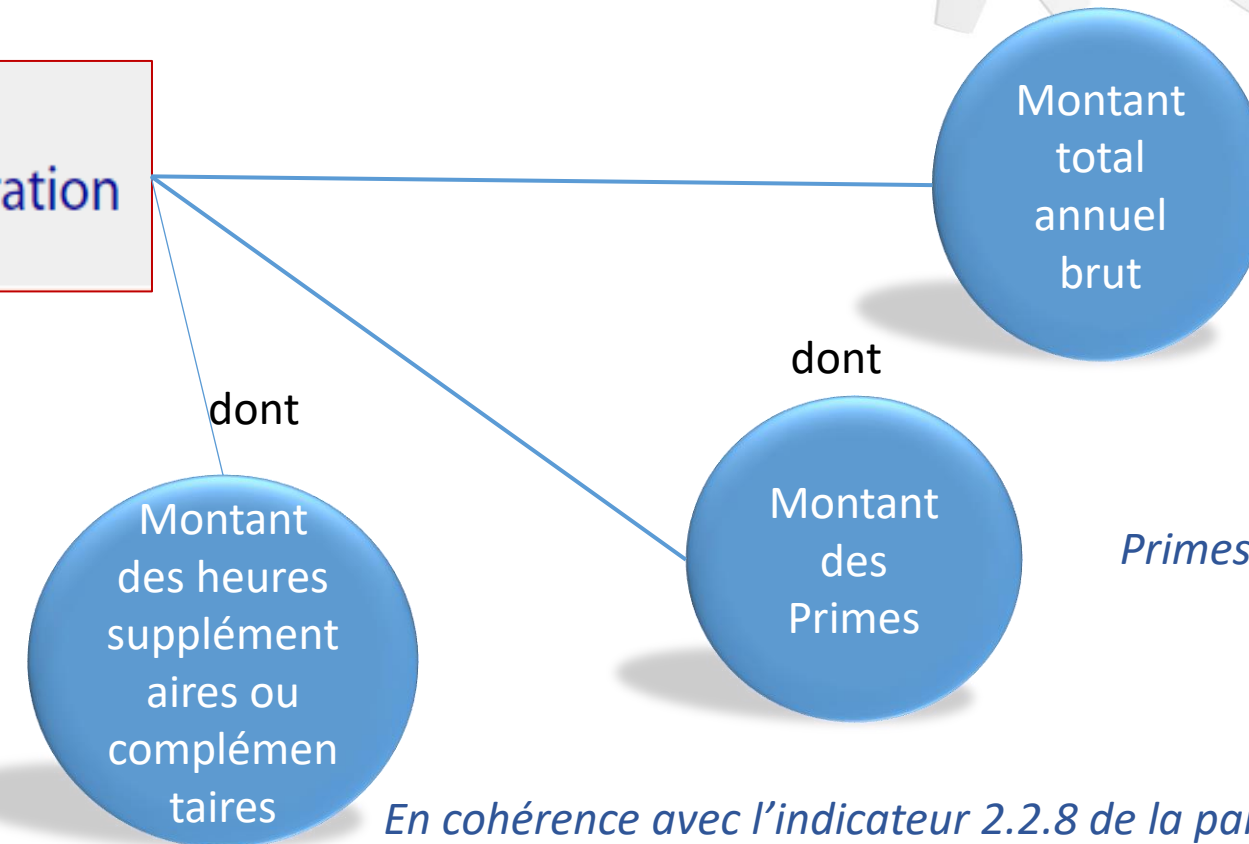 ation
Montant
total
annuel
brut
dont
dont
Montant
des
Primes
Primes
Montant
des heures
supplément
aires ou
complémen
taires
En cohérence avec l'indicateur 2.2.8 de la par